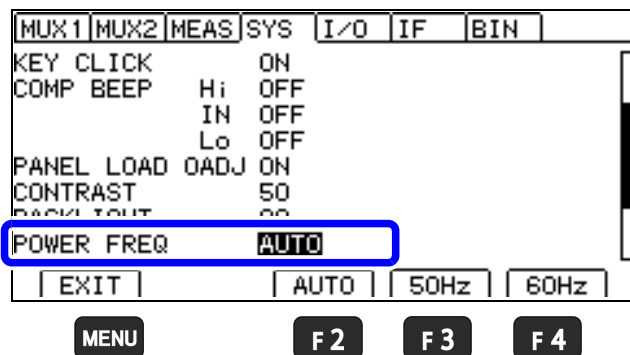 MUX1 MUX2 MEAS SYS I/O IF BIN
KEY CLICK ON
COMP BEEP Hi OFF
IN OFF
Lo OFF
PANEL LOAD OADJ ON
CONTRAST 50
POWER FREQ AUTO
EXIT AUTO 50Hz 60Hz
MENU F2 F3 F4